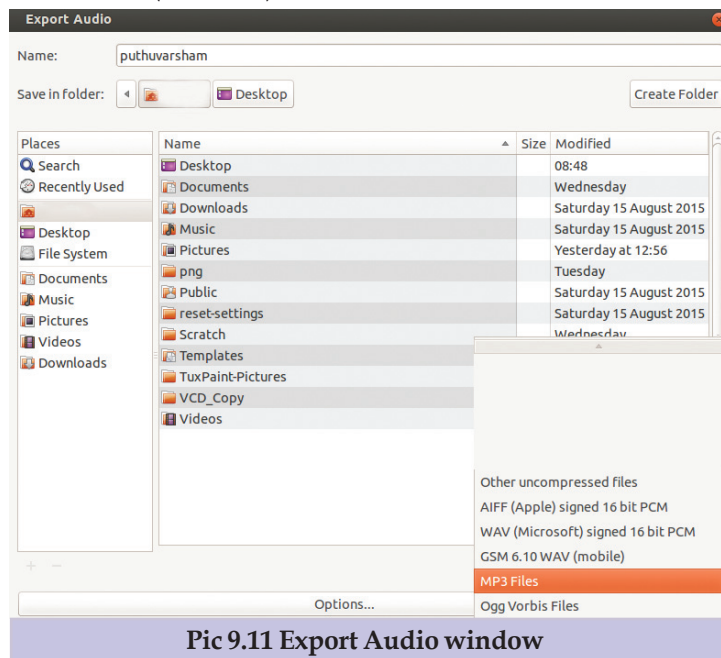 Export Audio
Name: puthuvarsham
Save in folder: Desktop Create Folder
Places
Search
Recently Used
Desktop
File System
Documents
Music
Pictures
Videos
Downloads
Name Size Modified
Desktop 08:48
Documents Wednesday
Downloads Saturday 15 August 2015
Music Saturday 15 August 2015
Pictures Yesterday at 12:56
png Tuesday
Public Saturday 15 August 2015
reset-settings Saturday 15 August 2015
Scratch Wednesday
Templates
TuxPaint-Pictures
VCD_Copy
Videos
Other uncompressed files
AIFF (Apple) signed 16 bit PCM
WAV (Microsoft) signed 16 bit PCM
GSM 6.10 WAV (mobile)
MP3 Files
Ogg Vorbis Files
Options...
Pic 9.11 Export Audio window